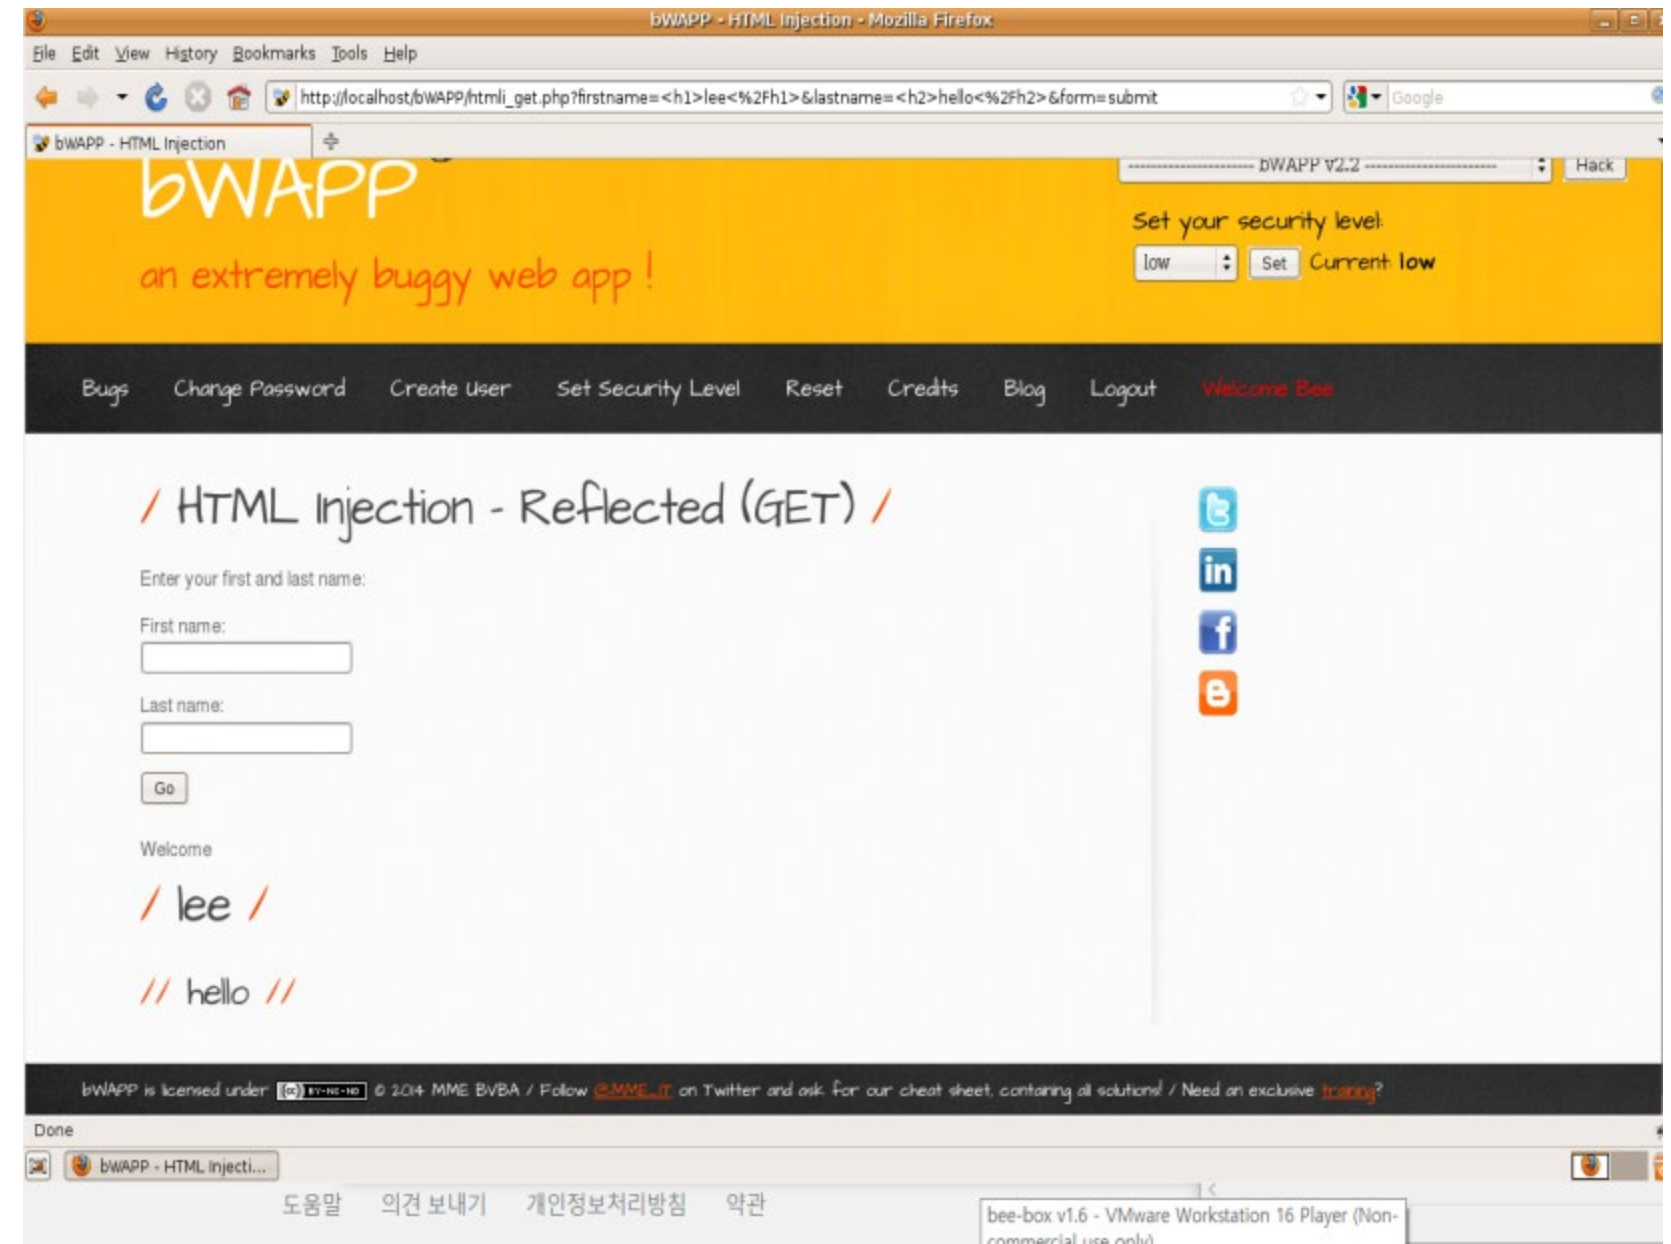 bWAPP - HTML Injection - Mozilla Firefox
File Edit View History Bookmarks Tools Help
http://localhost/bWAPP/htmli_get.php?firstname=<h1>lee<%2Fh1>&lastname=<h2>hello<%2Fh2>&form=submit Google
bWAPP - HTML Injection
bWAPP
------------------------ bWAPP v2.2 ------------------------ Hack
an extremely buggy web app !
Set your security level:
low Set Current: low
Bugs Change Password Create User Set Security Level Reset Credits Blog Logout Welcome Bee
/ HTML Injection - Reflected (GET) /
Enter your first and last name:
First name:
Last name:
Go
Welcome
/ lee /
// hello //
bWAPP is licensed under (cc) BY-NC-ND © 2014 MME BVBA / Follow @MME_IT on Twitter and ask for our cheat sheet, containing all solutions! / Need an exclusive training?
Done
bWAPP - HTML Injecti...
도움말 의견 보내기 개인정보처리방침 약관
bee-box v1.6 - VMware Workstation 16 Player (Non-
commercial use only)